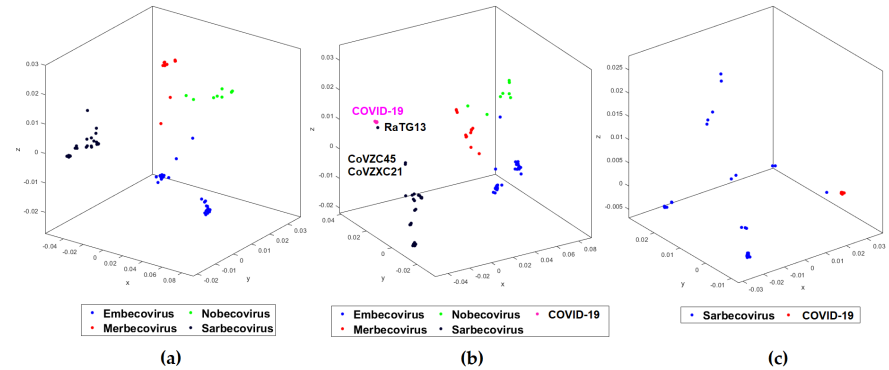 0.03
0.02
0.01
0
-0.01
-0.02
z
-0.04
-0.02
0
0.02
0.04
0.06
0.08
x
-0.02
-0.01
0
0.01
0.02
0.03
y
Embecovirus
Nobecovirus
Merbecovirus
Sarbecovirus
(a)
0.03
0.02
0.01
0
-0.01
-0.02
z
COVID-19
RaTG13
CoVZC45
CoVZXC21
0.04
0.02
0
-0.02
y
-0.04
-0.02
0
0.02
0.04
0.06
0.08
x
Embecovirus
Nobecovirus
COVID-19
Merbecovirus
Sarbecovirus
(b)
0.025
0.02
0.015
0.01
0.005
0
-0.005
z
0.02
0.01
0
-0.01
y
-0.03
-0.02
-0.01
0
0.01
0.02
0.03
x
Sarbecovirus
COVID-19
(c)